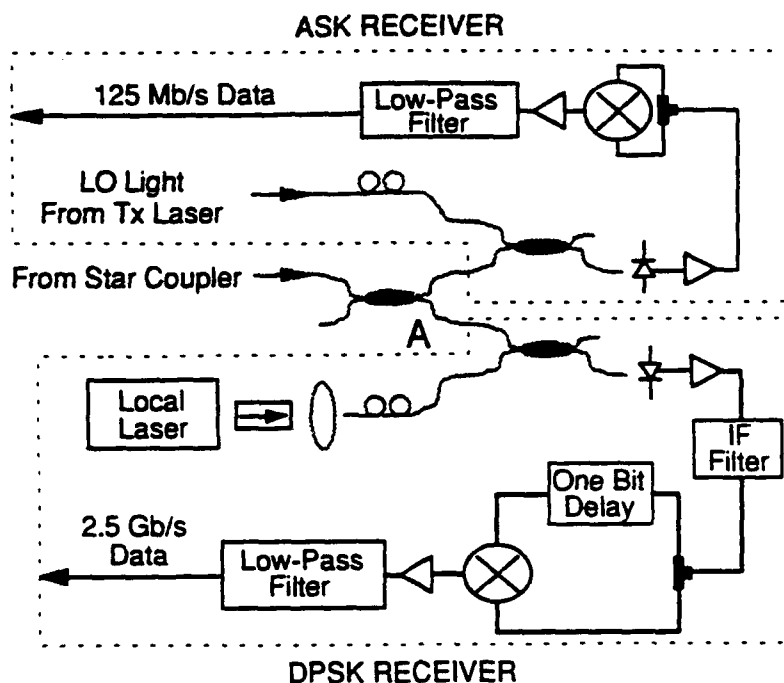 ASK RECEIVER
125 Mb/s Data
Low-Pass
Filter
LO Light
From Tx Laser
From Star Coupler
A
Local
Laser
IF
Filter
One Bit
Delay
2.5 Gb/s
Data
Low-Pass
Filter
DPSK RECEIVER